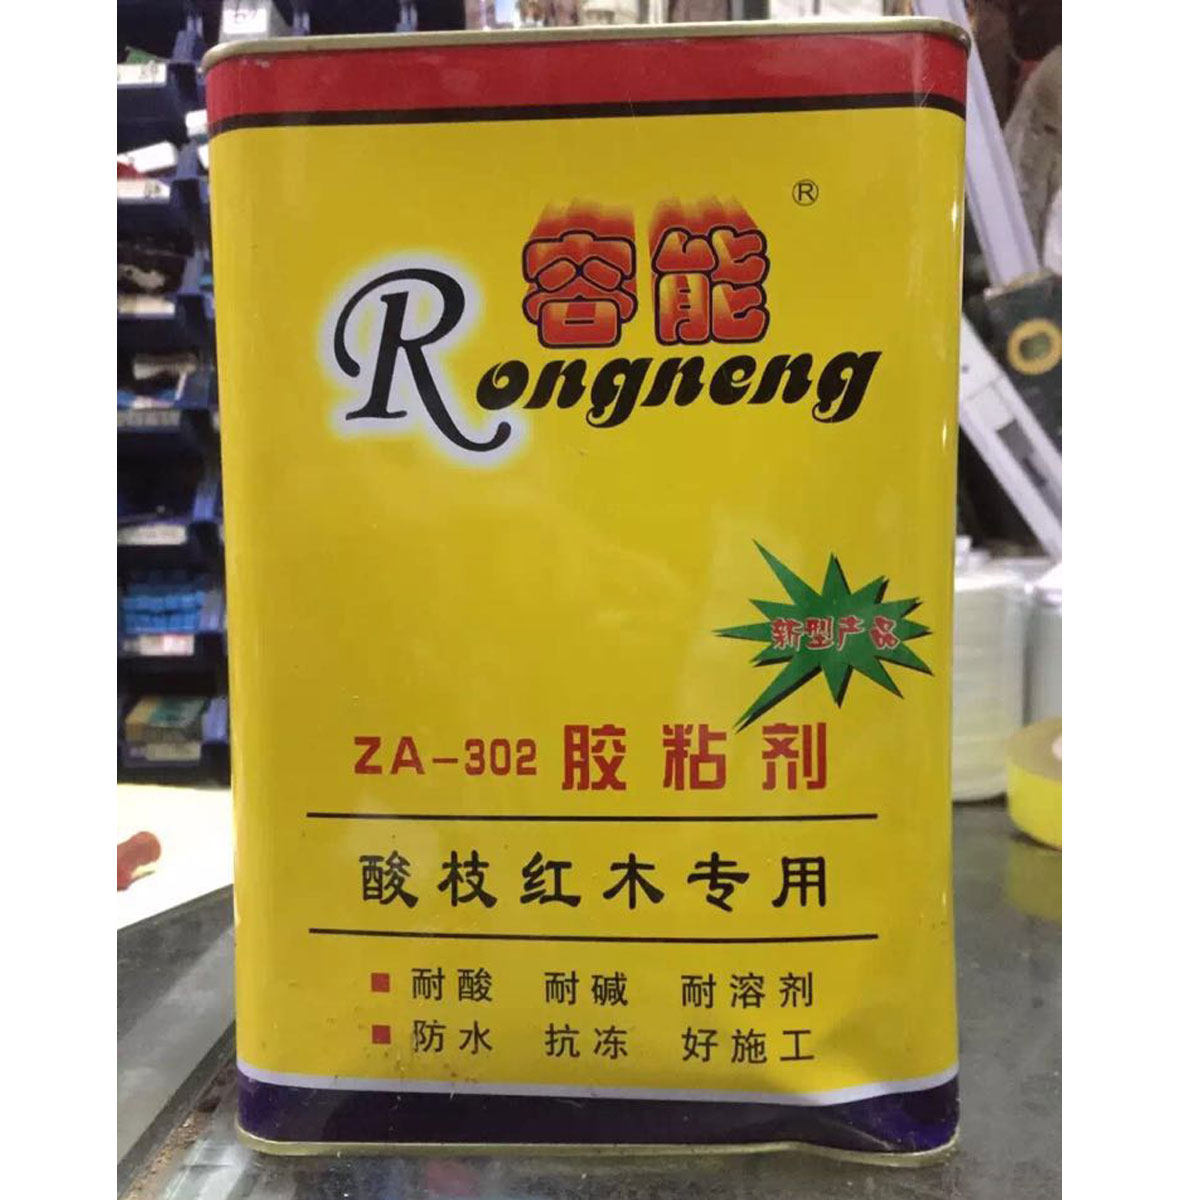 容能®
Rongneng
新型产品
ZA-302 胶粘剂
酸枝红木专用
耐酸 耐碱 耐溶剂
防水 抗冻 好施工